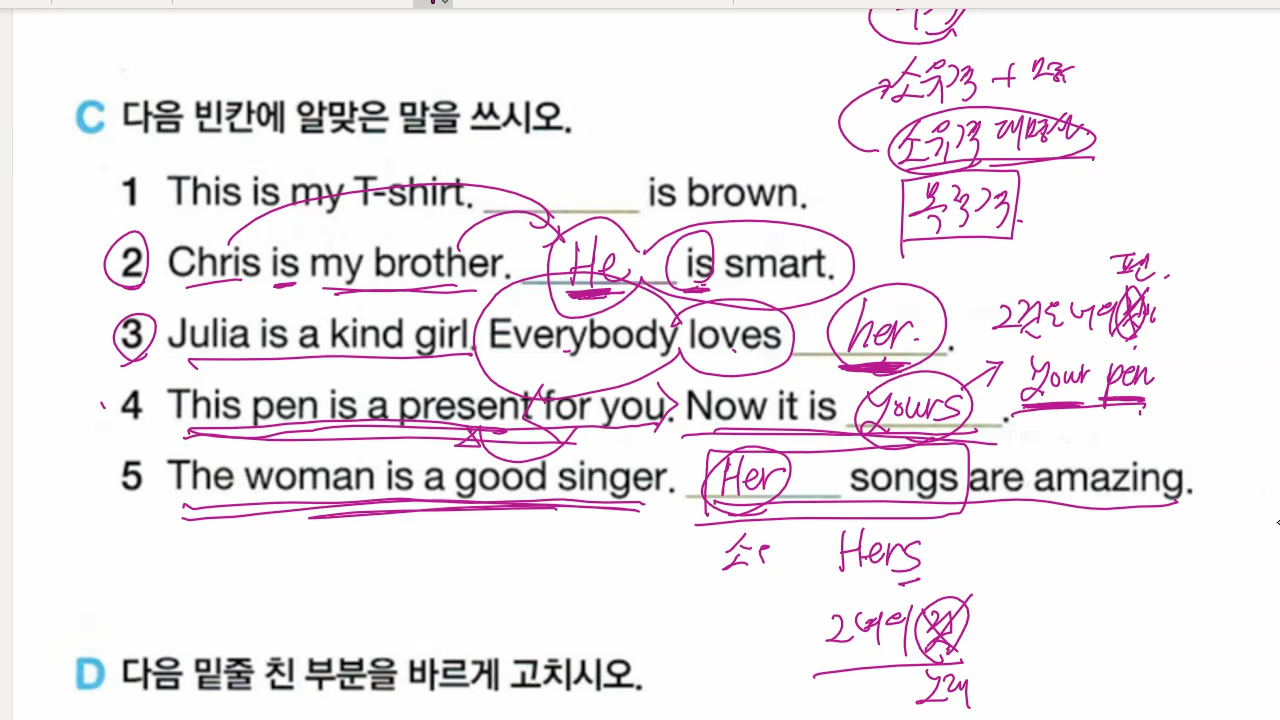 소유격 + 명
소유격 대명사
목적격
C 다음 빈칸에 알맞은 말을 쓰시오.
1 This is my T-shirt. is brown.
2 Chris is my brother. He is smart.
펜.
3 Julia is a kind girl. Everybody loves her.
그건 너의
Your pen
4 This pen is a present for you. Now it is Yours.
5 The woman is a good singer. Her songs are amazing.
소 Hers
그녀의 것
노래
D 다음 밑줄 친 부분을 바르게 고치시오.